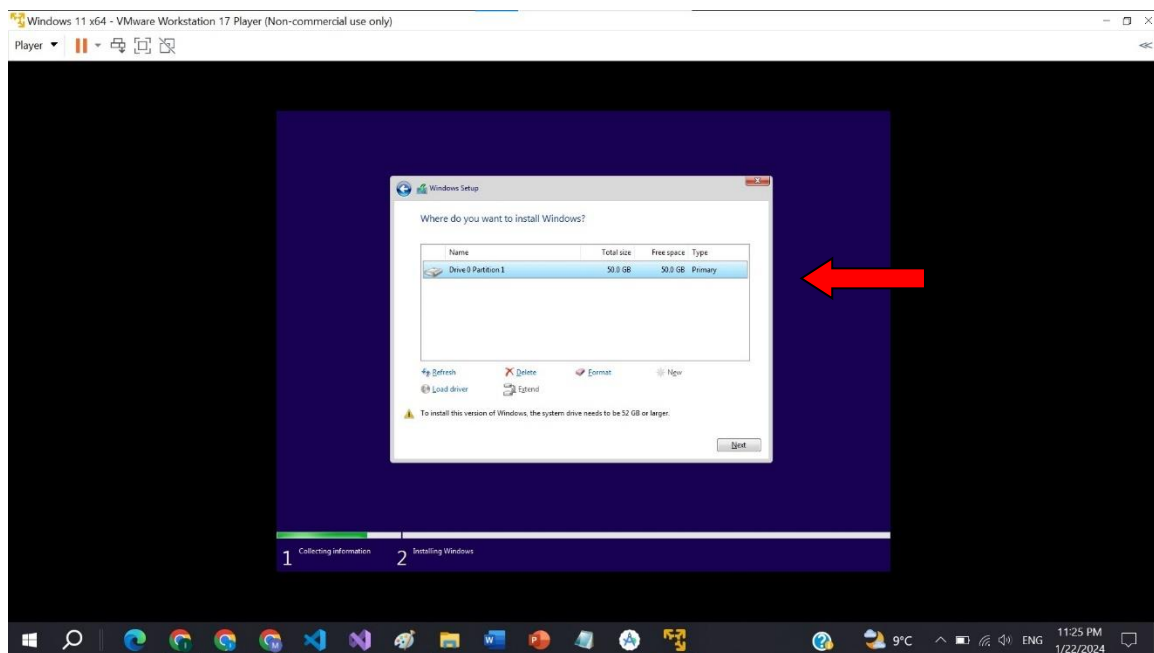 Windows 11 x64 - VMware Workstation 17 Player (Non-commercial use only)
Player
Windows Setup
Where do you want to install Windows?
Name Total size Free space Type
Drive 0 Partition 1 50.0 GB 50.0 GB Primary
Refresh Delete Format New
Load driver Extend
To install this version of Windows, the system drive needs to be 52 GB or larger.
Next
1 Collecting information 2 Installing Windows
9°C ENG 11:25 PM
1/22/2024